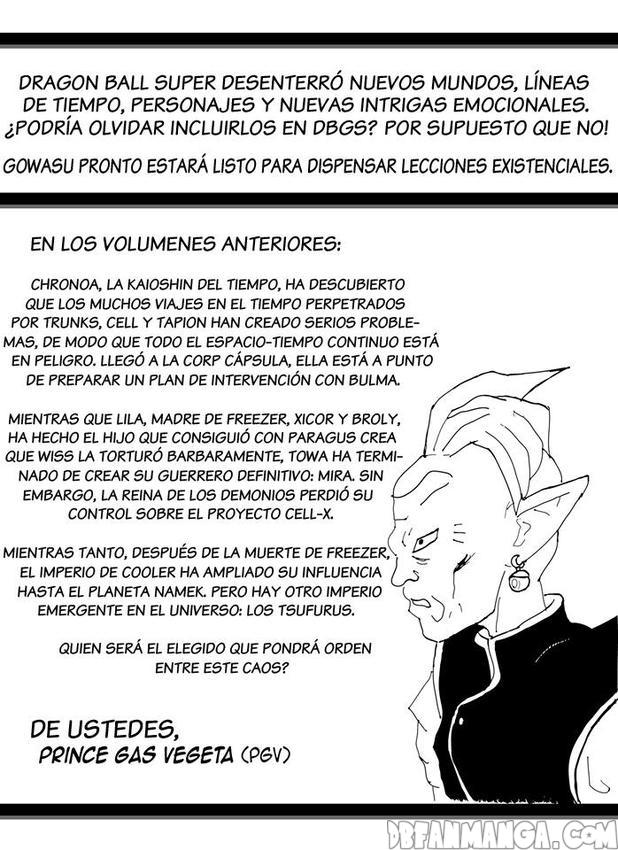 DRAGON BALL SUPER DESENTERRÓ NUEVOS MUNDOS, LÍNEAS
DE TIEMPO, PERSONAJES Y NUEVAS INTRIGAS EMOCIONALES.
¿PODRÍA OLVIDAR INCLUIRLOS EN DBGS? POR SUPUESTO QUE NO!
GOWASU PRONTO ESTARÁ LISTO PARA DISPENSAR LECCIONES EXISTENCIALES.
EN LOS VOLUMENES ANTERIORES:
CHRONOA, LA KAIOSHIN DEL TIEMPO, HA DESCUBIERTO
QUE LOS MUCHOS VIAJES EN EL TIEMPO PERPETRADOS
POR TRUNKS, CELL Y TAPION HAN CREADO SERIOS PROBLE-
MAS, DE MODO QUE TODO EL ESPACIO-TIEMPO CONTINUO ESTÁ
EN PELIGRO. LLEGÓ A LA CORP CÁPSULA, ELLA ESTÁ A PUNTO
DE PREPARAR UN PLAN DE INTERVENCIÓN CON BULMA.
MIENTRAS QUE LILA, MADRE DE FREEZER, XICOR Y BROLY,
HA HECHO EL HIJO QUE CONSIGUIÓ CON PARAGUS CREA
QUE WISS LA TORTURÓ BARBARAMENTE, TOWA HA TERMI-
NADO DE CREAR SU GUERRERO DEFINITIVO: MIRA. SIN
EMBARGO, LA REINA DE LOS DEMONIOS PERDIÓ SU
CONTROL SOBRE EL PROYECTO CELL-X.
MIENTRAS TANTO, DESPUÉS DE LA MUERTE DE FREEZER,
EL IMPERIO DE COOLER HA AMPLIADO SU INFLUENCIA
HASTA EL PLANETA NAMEK. PERO HAY OTRO IMPERIO
EMERGENTE EN EL UNIVERSO: LOS TSUFURUS.
QUIEN SERÁ EL ELEGIDO QUE PONDRÁ ORDEN
ENTRE ESTE CAOS?
DE USTEDES,
PRINCE GAS VEGETA (PGV)
DBFANMANGA.COM